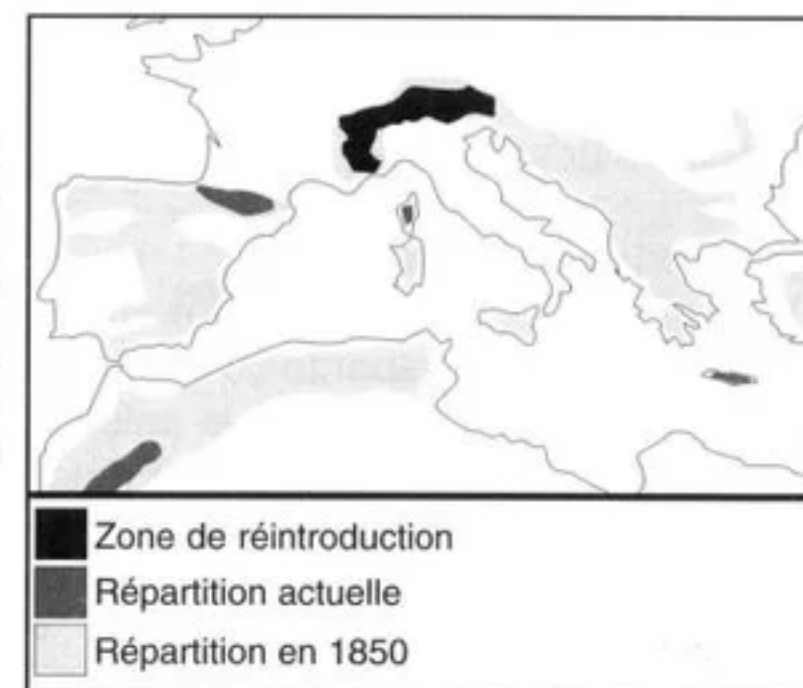 Zone de réintroduction
Répartition actuelle
Répartition en 1850